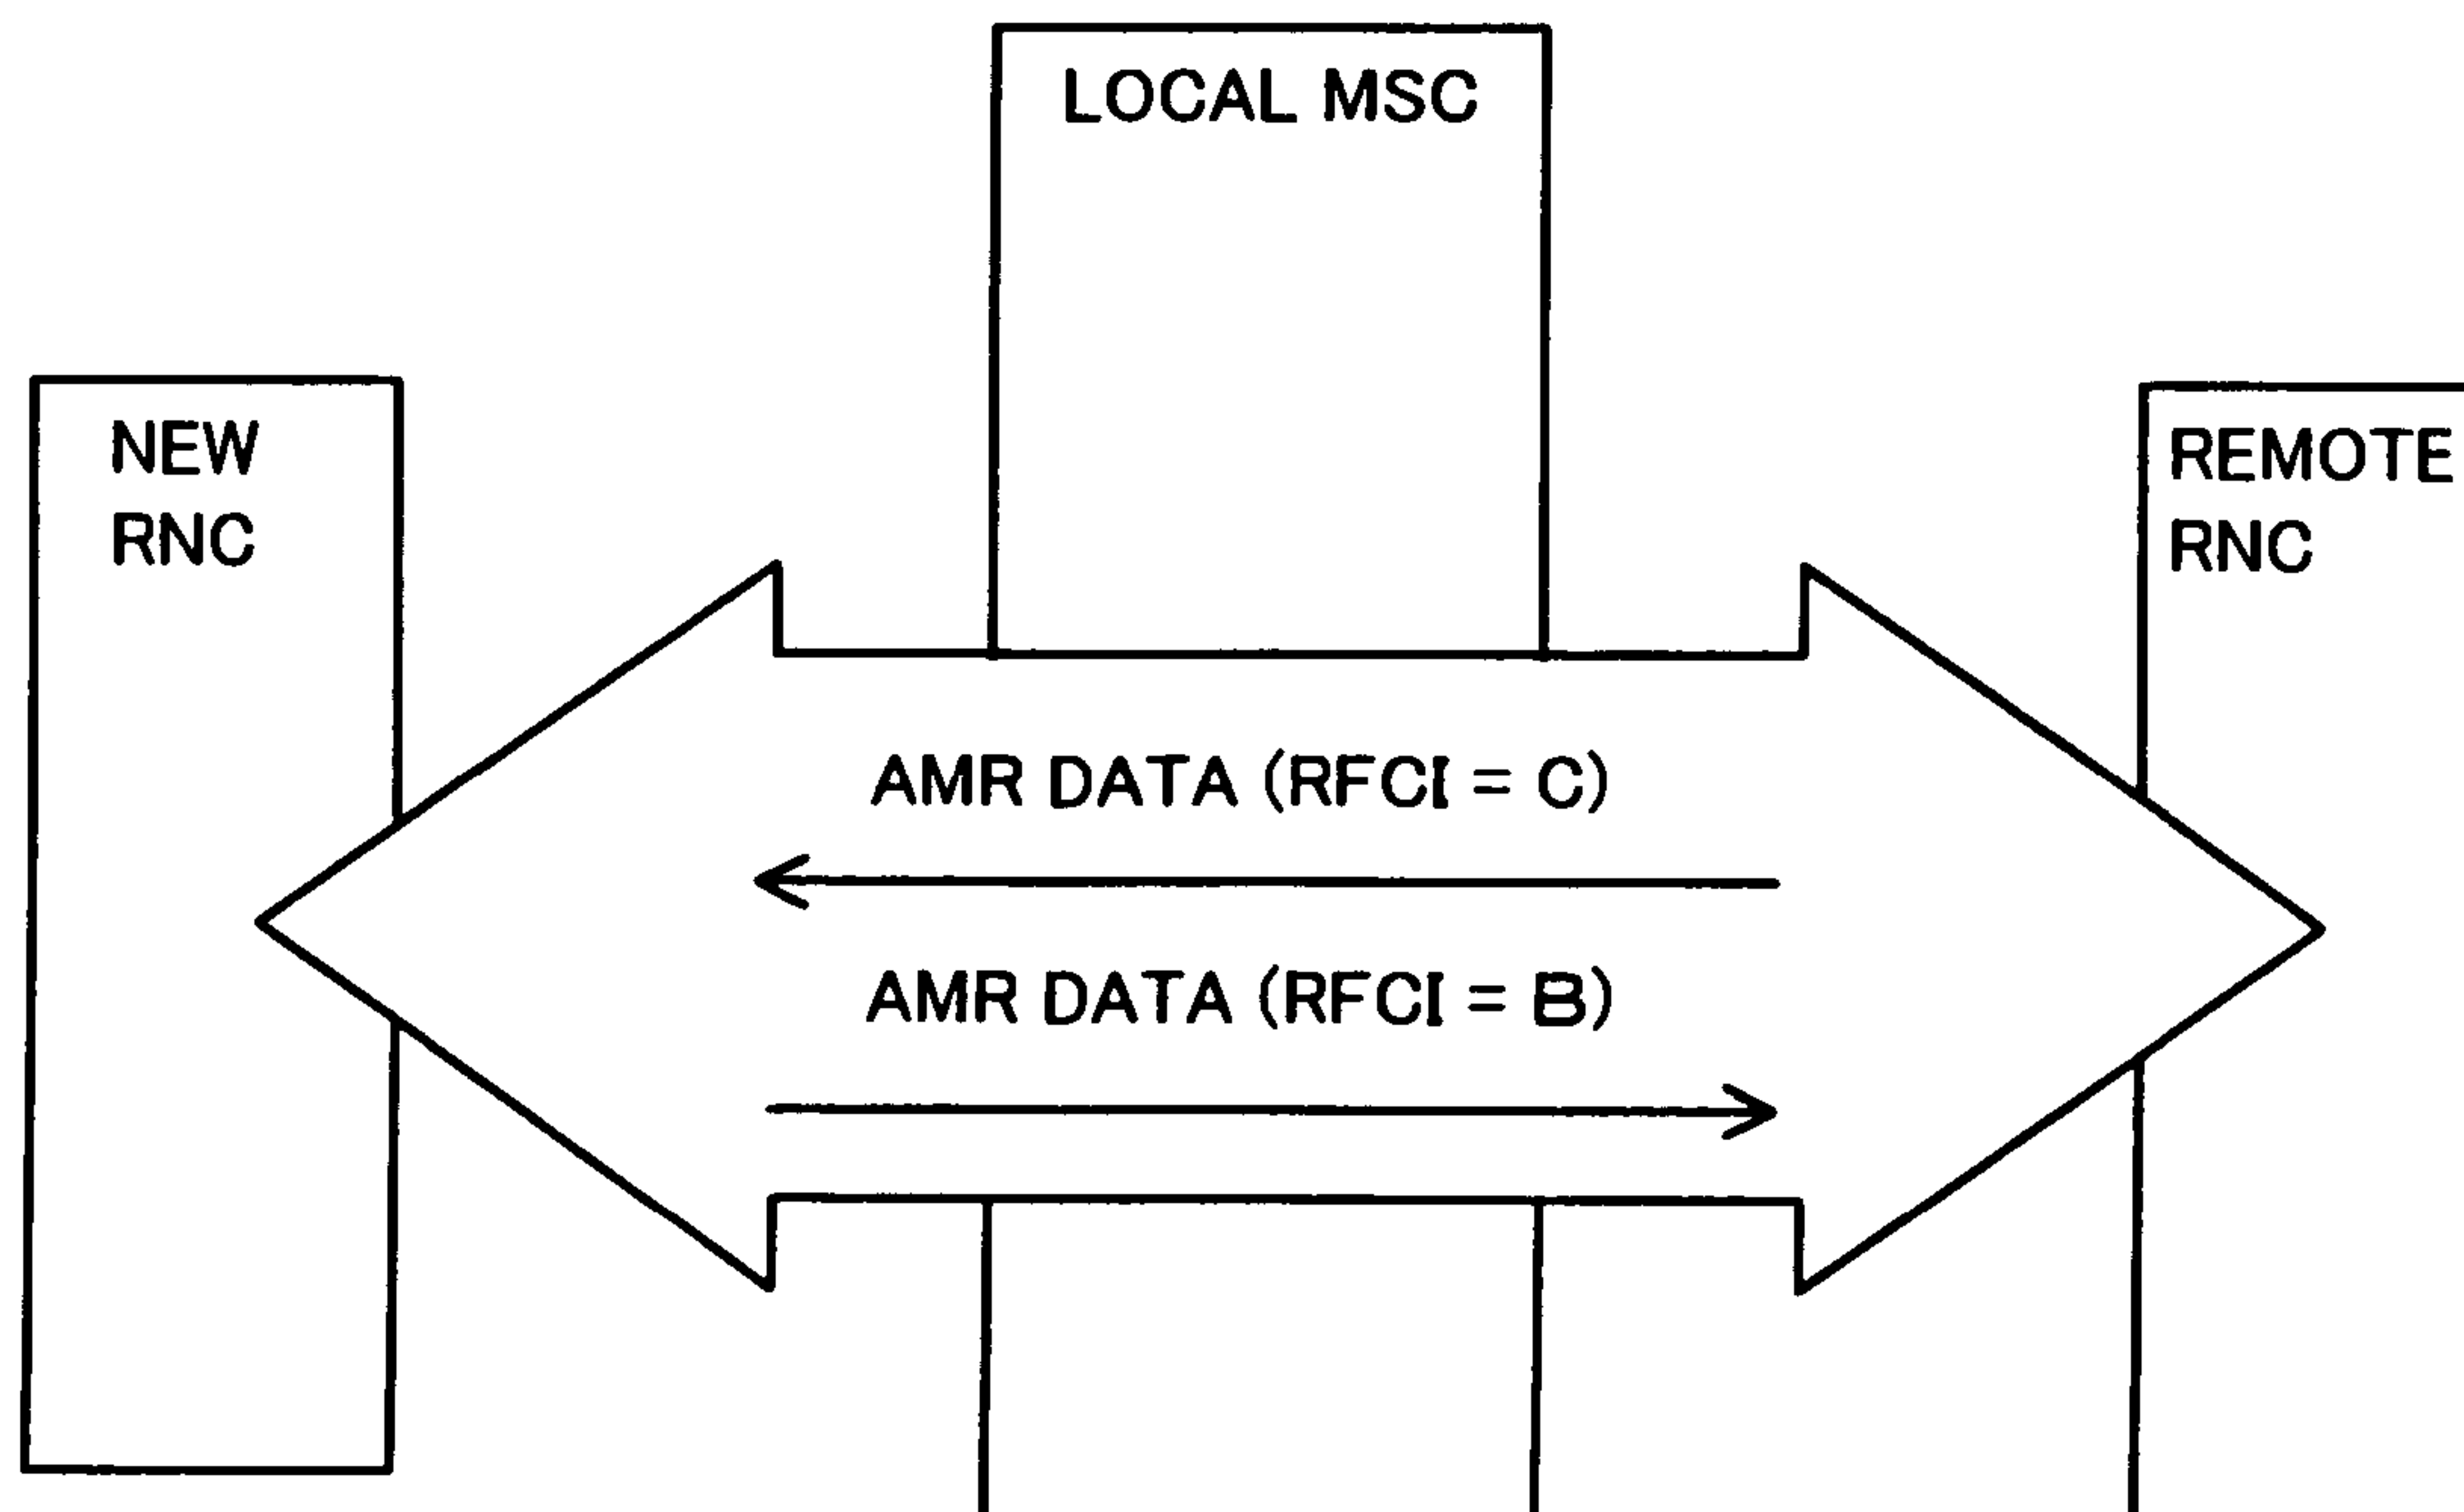 LOCAL MSC
NEW
RNC
REMOTE
RNC
AMR DATA (RFCI = C)
AMR DATA (RFCI = B)